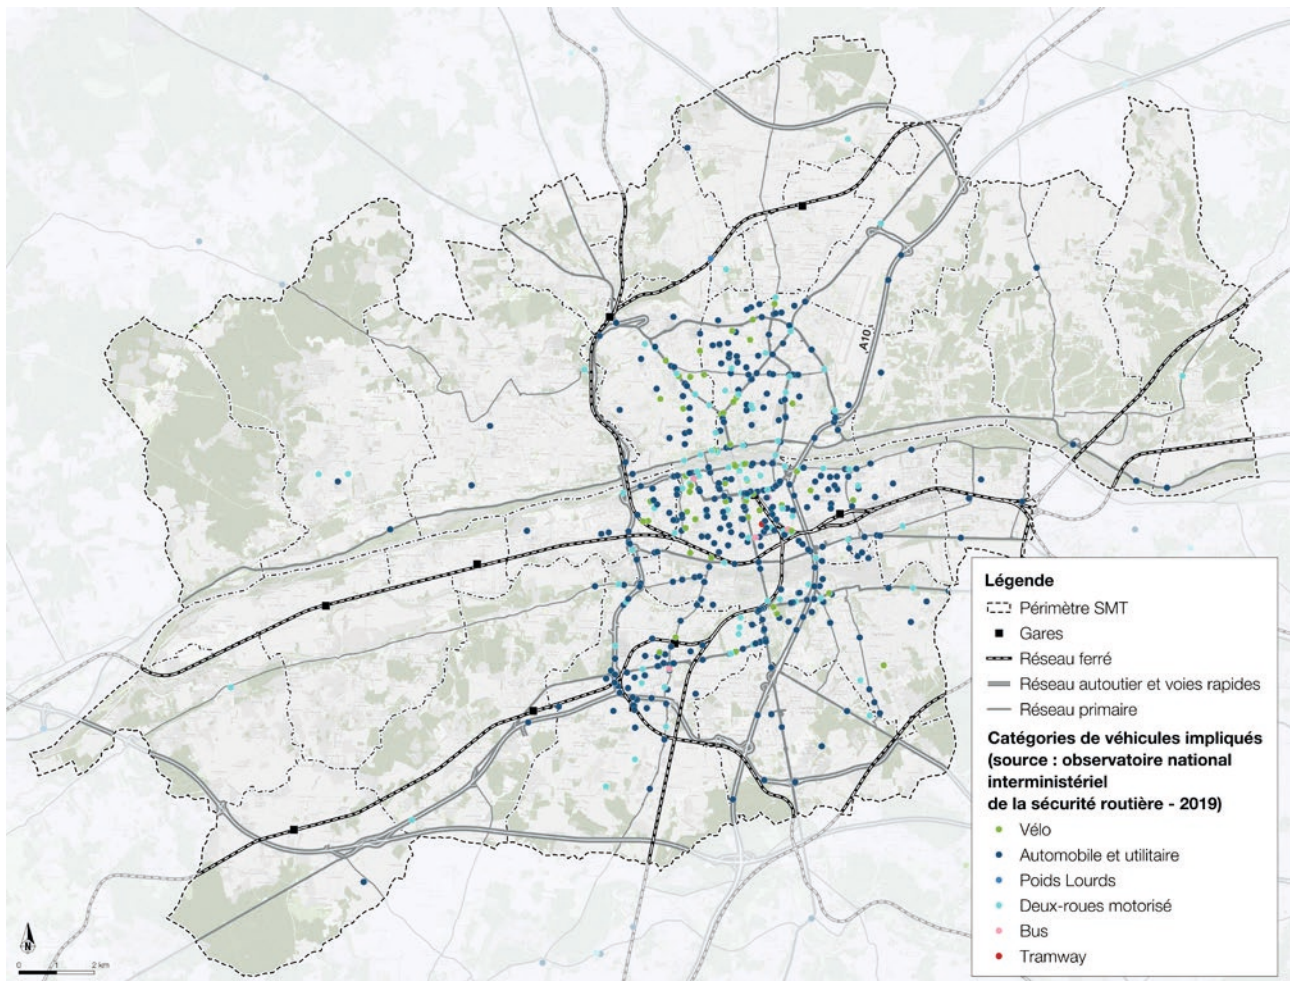 A10
Légende
Périmètre SMT
Gares
Réseau ferré
Réseau autoutier et voies rapides
Réseau primaire
Catégories de véhicules impliqués
(source : observatoire national
interministériel
de la sécurité routière - 2019)
Vélo
Automobile et utilitaire
Poids Lourds
Deux-roues motorisé
Bus
Tramway
N
0 1 2 km